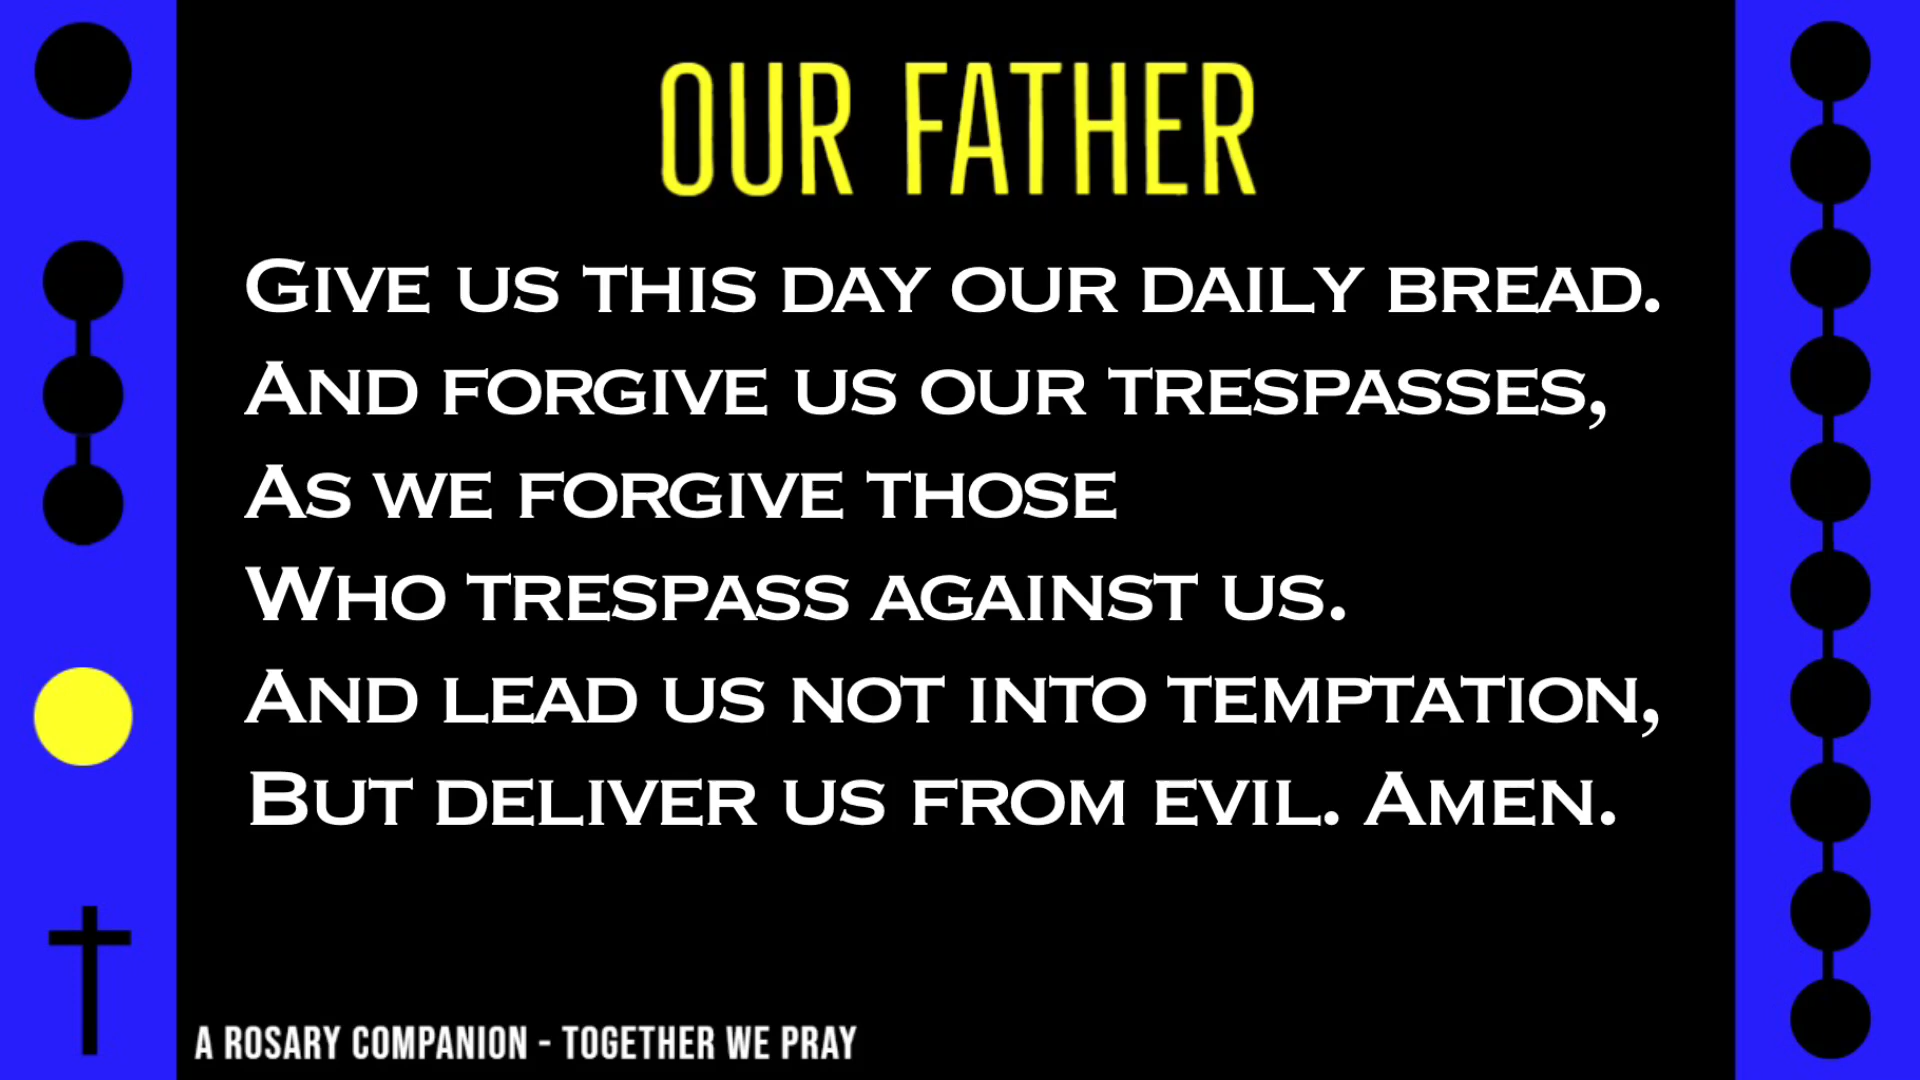 OUR FATHER
Give us this day our daily bread.
And forgive us our trespasses,
As we forgive those
Who trespass against us.
And lead us not into temptation,
But deliver us from evil. Amen.
A ROSARY COMPANION - TOGETHER WE PRAY